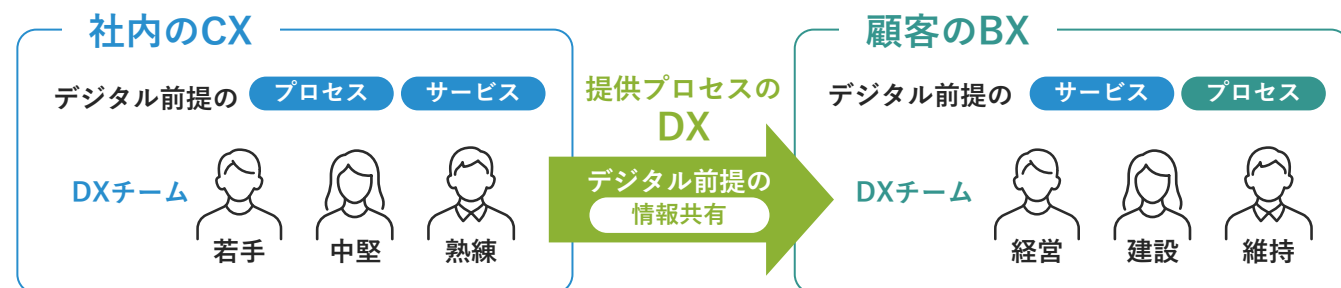 社内のCX
デジタル前提の プロセス サービス
DXチーム
若手 中堅 熟練
提供プロセスの
DX
デジタル前提の
情報共有
顧客のBX
デジタル前提の サービス プロセス
DXチーム
経営 建設 維持